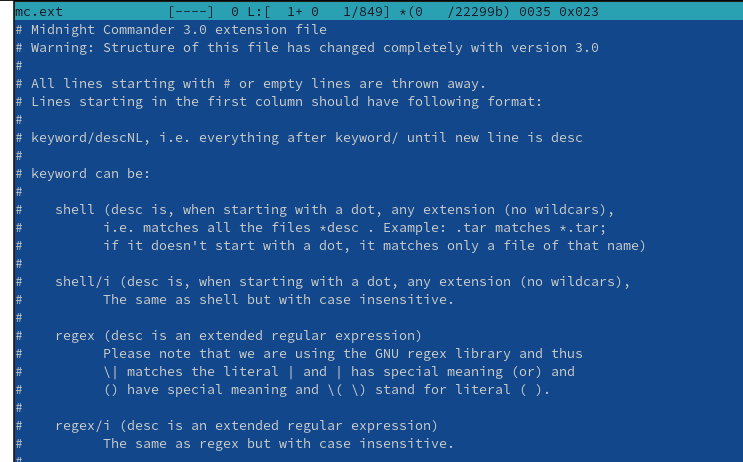 mc.ext [----] 0 L:[ 1+ 0 1/849] *(0 /22299b) 0035 0x023
# Midnight Commander 3.0 extension file
# Warning: Structure of this file has changed completely with version 3.0
#
# All lines starting with # or empty lines are thrown away.
# Lines starting in the first column should have following format:
#
# keyword/descNL, i.e. everything after keyword/ until new line is desc
#
# keyword can be:
#
#    shell (desc is, when starting with a dot, any extension (no wildcars),
#          i.e. matches all the files *desc . Example: .tar matches *.tar;
#          if it doesn't start with a dot, it matches only a file of that name)
#
#    shell/i (desc is, when starting with a dot, any extension (no wildcars),
#          The same as shell but with case insensitive.
#
#    regex (desc is an extended regular expression)
#          Please note that we are using the GNU regex library and thus
#          \| matches the literal | and | has special meaning (or) and
#          () have special meaning and \( \) stand for literal ( ).
#
#    regex/i (desc is an extended regular expression)
#          The same as regex but with case insensitive.
#